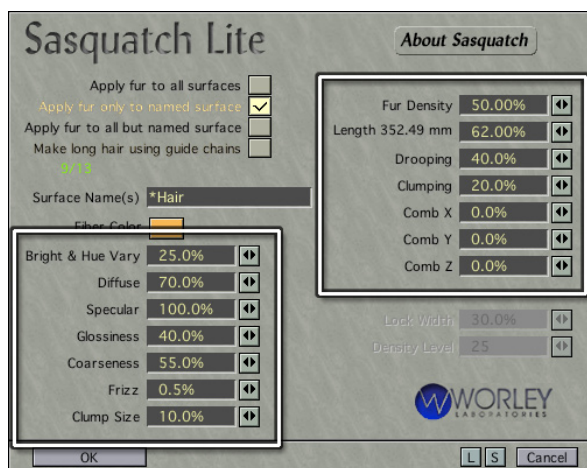 Sasquatch Lite
About Sasquatch
Apply fur to all surfaces
Apply fur only to named surface
Apply fur to all but named surface
Make long hair using guide chains
9/13
Surface Name(s) *Hair
Fiber Color
Bright & Hue Vary 25.0%
Diffuse 70.0%
Specular 100.0%
Glossiness 40.0%
Coarseness 55.0%
Frizz 0.5%
Clump Size 10.0%
Fur Density 50.00%
Length 352.49 mm 62.00%
Drooping 40.0%
Clumping 20.0%
Comb X 0.0%
Comb Y 0.0%
Comb Z 0.0%
Lock Width 30.0%
Density Level 25
WORLEY
LABORATORIES
OK
L S Cancel